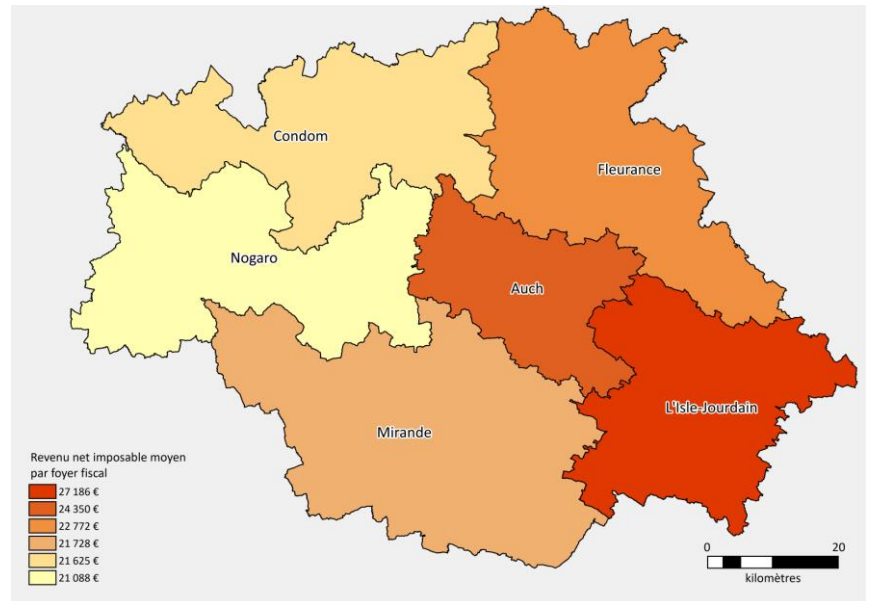 Condom
Fleurance
Nogaro
Auch
L'Isle-Jourdain
Mirande
Revenu net imposable moyen
par foyer fiscal
27 186 €
24 350 €
22 772 €
21 728 €
21 625 €
21 088 €
0 20
kilomètres